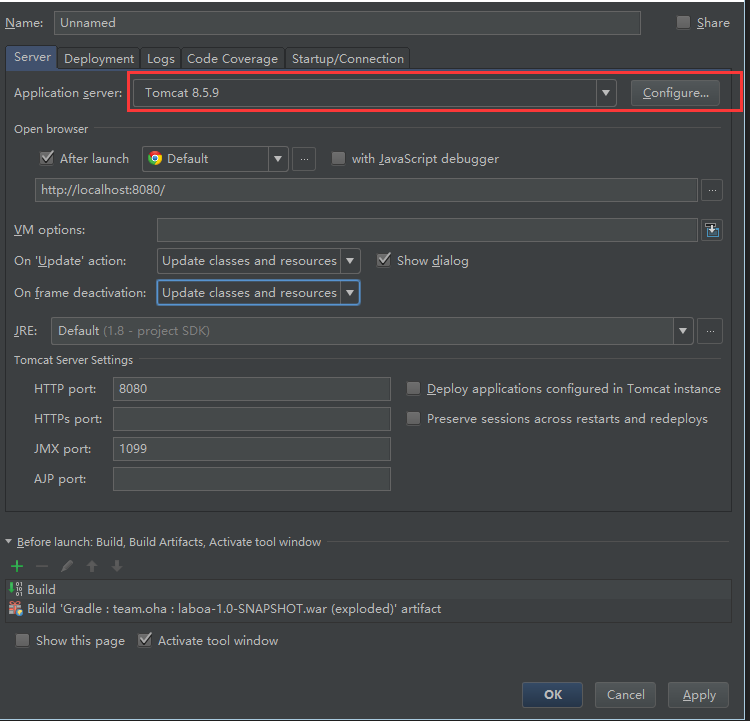 Name: Unnamed Share
Server Deployment Logs Code Coverage Startup/Connection
Application server: Tomcat 8.5.9 Configure...
Open browser
After launch Default ... with JavaScript debugger
http://localhost:8080/ ...
VM options:
On 'Update' action: Update classes and resources Show dialog
On frame deactivation: Update classes and resources
JRE: Default (1.8 - project SDK) ...
Tomcat Server Settings
HTTP port: 8080 Deploy applications configured in Tomcat instance
HTTPs port: Preserve sessions across restarts and redeploys
JMX port: 1099
AJP port:
Before launch: Build, Build Artifacts, Activate tool window
Build
Build 'Gradle : team.oha : laboa-1.0-SNAPSHOT.war (exploded)' artifact
Show this page Activate tool window
OK Cancel Apply